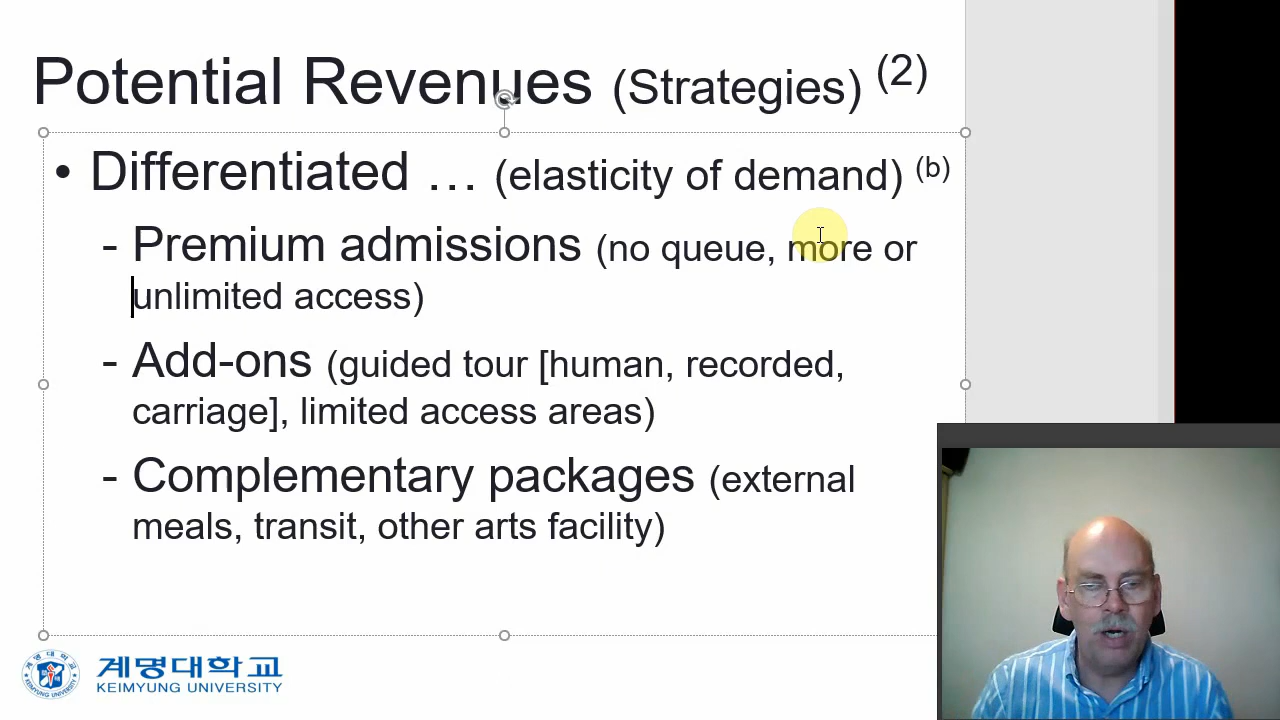 Potential Revenues (Strategies) (2)
• Differentiated … (elasticity of demand) (b)
- Premium admissions (no queue, more or
unlimited access)
- Add-ons (guided tour [human, recorded,
carriage], limited access areas)
- Complementary packages (external
meals, transit, other arts facility)
계명대학교
KEIMYUNG UNIVERSITY